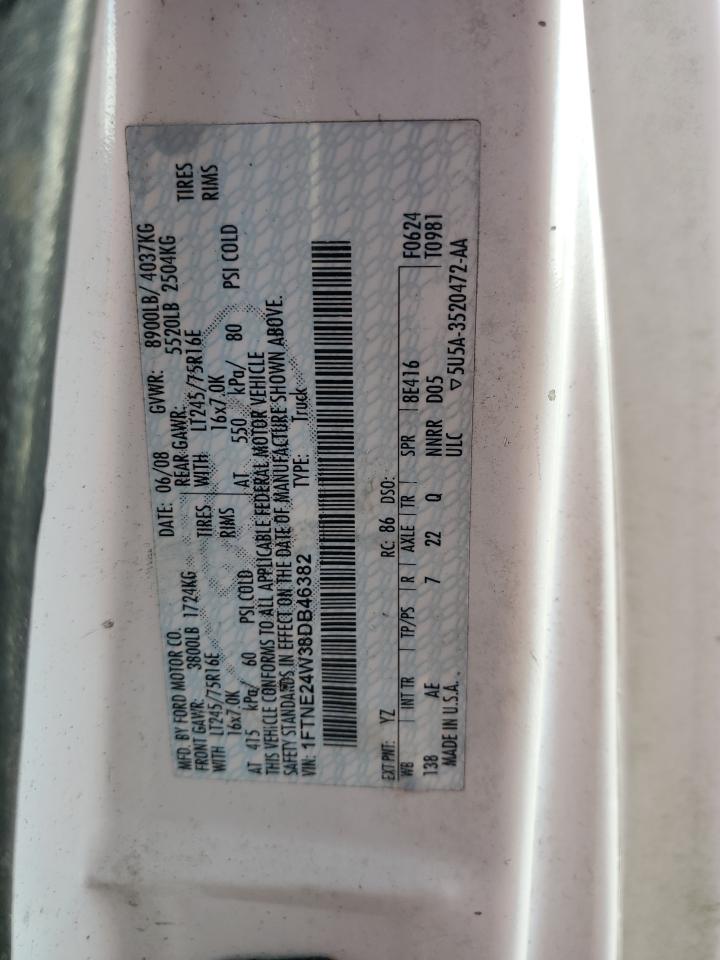 MFD. BY FORD MOTOR CO. DATE: 06/08 GVWR: 8900LB/ 4037KG
FRONT GAWR: 3800LB 1724KG REAR GAWR: 5520LB 2504KG
WITH LT245/75R16E TIRES WITH LT245/75R16E TIRES
16x7.0K RIMS 16x7.0K RIMS
AT 415 kPa/ 60 PSI COLD AT 550 kPa/ 80 PSI COLD
THIS VEHICLE CONFORMS TO ALL APPLICABLE FEDERAL MOTOR VEHICLE
SAFETY STANDARDS IN EFFECT ON THE DATE OF MANUFACTURE SHOWN ABOVE.
VIN: 1FTNE24W38DB46382 TYPE: Truck
EXT PNT: YZ RC: 86 DSO: F0624
WB INT TR TP/PS R AXLE TR SPR 8E416 T0981
138 AE 7 22 Q NNRR D05
MADE IN U.S.A. ULC ▽5U5A-3520472-AA